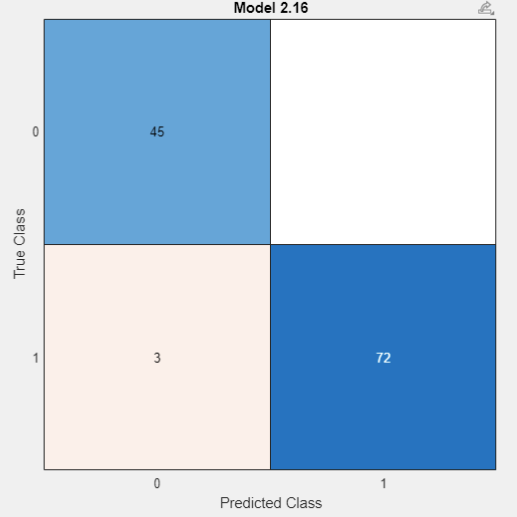 Model 2.16
0
45
True Class
1
3
72
0
1
Predicted Class